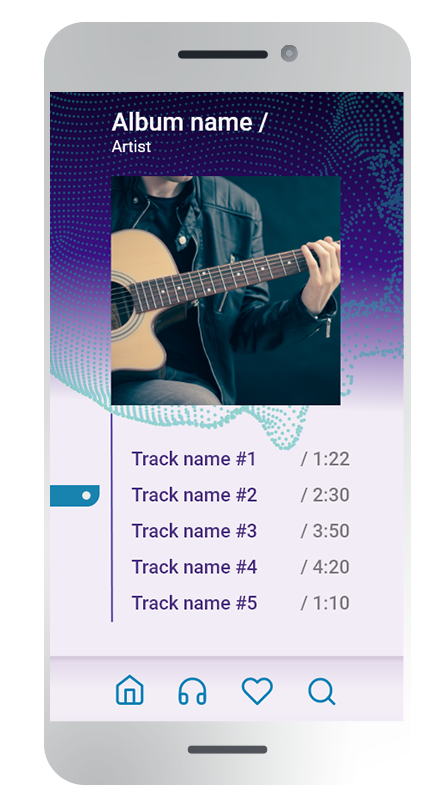 Album name /
Artist
Track name #1 / 1:22
Track name #2 / 2:30
Track name #3 / 3:50
Track name #4 / 4:20
Track name #5 / 1:10